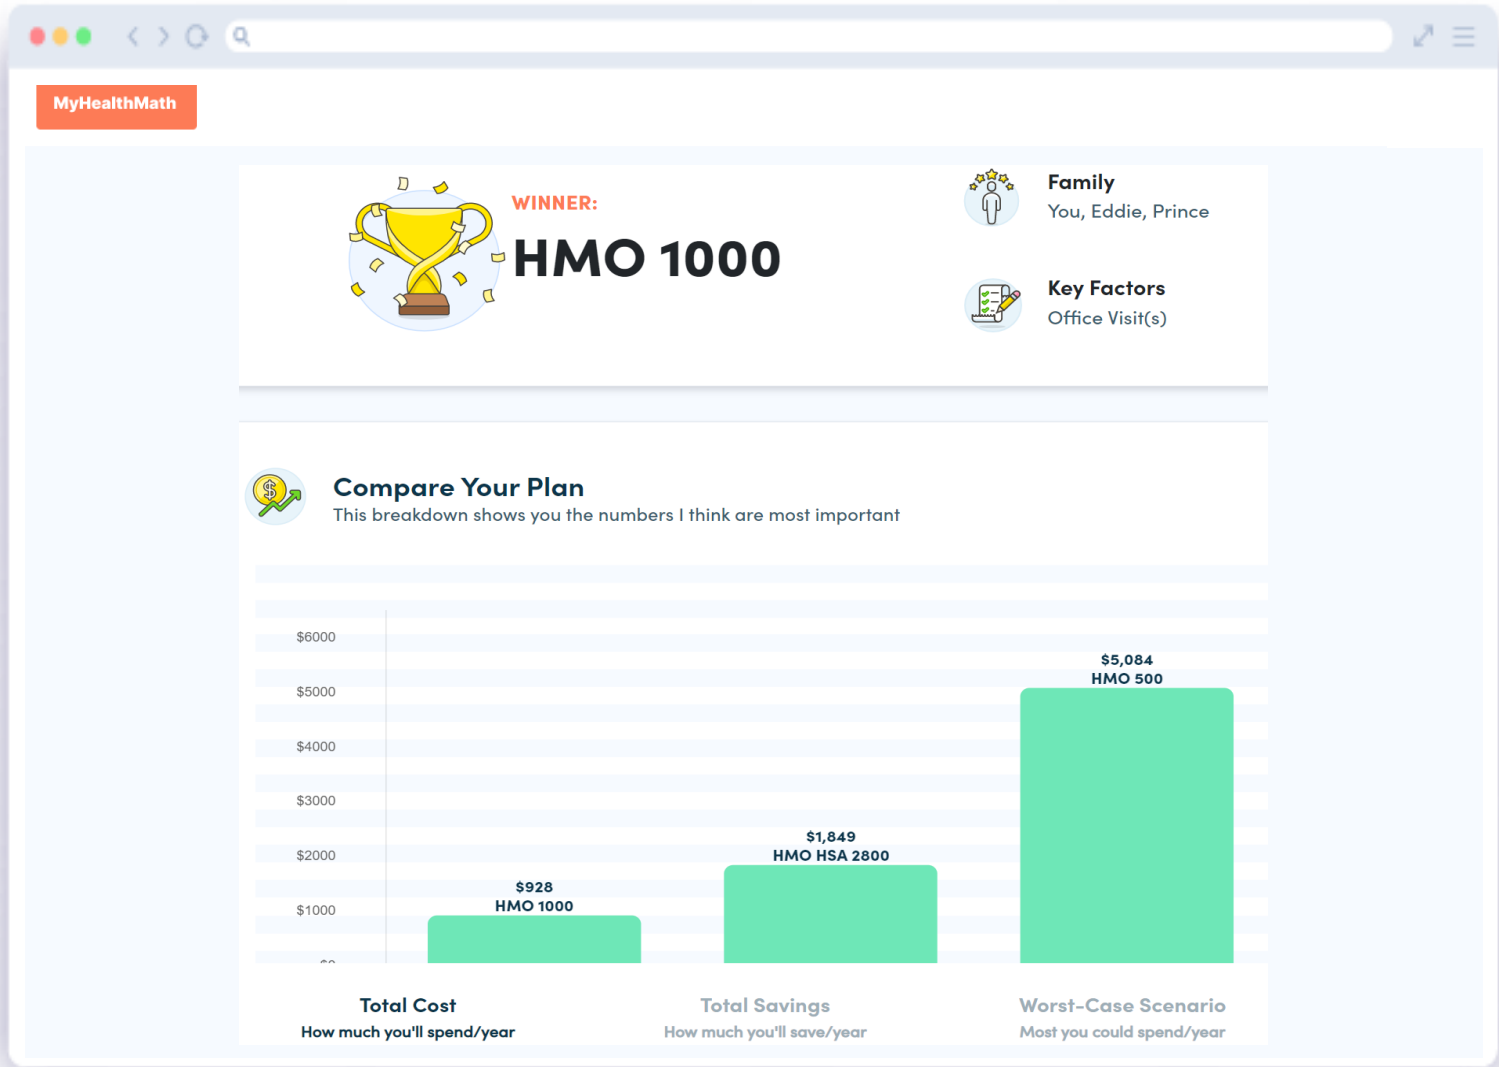 MyHealthMath
WINNER:
HMO 1000
Family
You, Eddie, Prince
Key Factors
Office Visit(s)
Compare Your Plan
This breakdown shows you the numbers I think are most important
$6000
$5000
$4000
$3000
$2000
$1000
$0
$928
HMO 1000
$1,849
HMO HSA 2800
$5,084
HMO 500
Total Cost
How much you'll spend/year
Total Savings
How much you'll save/year
Worst-Case Scenario
Most you could spend/year